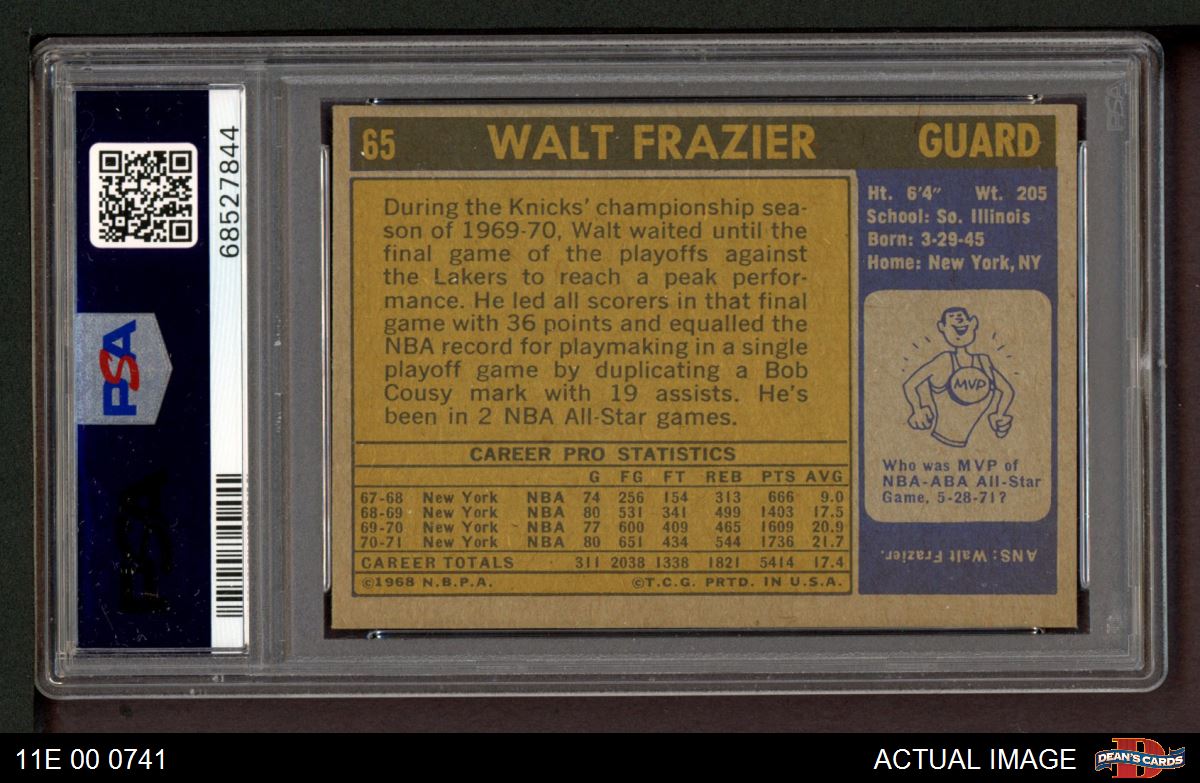 68527844
PSA
65 WALT FRAZIER GUARD
During the Knicks' championship sea-
son of 1969-70, Walt waited until the
final game of the playoffs against
the Lakers to reach a peak perfor-
mance. He led all scorers in that final
game with 36 points and equalled the
NBA record for playmaking in a single
playoff game by duplicating a Bob
Cousy mark with 19 assists. He's
been in 2 NBA All-Star games.
CAREER PRO STATISTICS
G FG FT REB PTS AVG
67-68 New York NBA 74 256 154 313 666 9.0
68-69 New York NBA 80 531 341 499 1403 17.5
69-70 New York NBA 77 600 409 465 1609 20.9
70-71 New York NBA 80 651 434 544 1736 21.7
CAREER TOTALS 311 2038 1338 1821 5414 17.4
©1968 N.B.P.A. ©T.C.G. PRTD. IN U.S.A.
Ht. 6'4" Wt. 205
School: So. Illinois
Born: 3-29-45
Home: New York, NY
MVP
Who was MVP of
NBA-ABA All-Star
Game, 5-28-71?
ANS: Walt Frazier.
PSA
PSA
11E 00 0741
ACTUAL IMAGE
DEAN'S CARDS